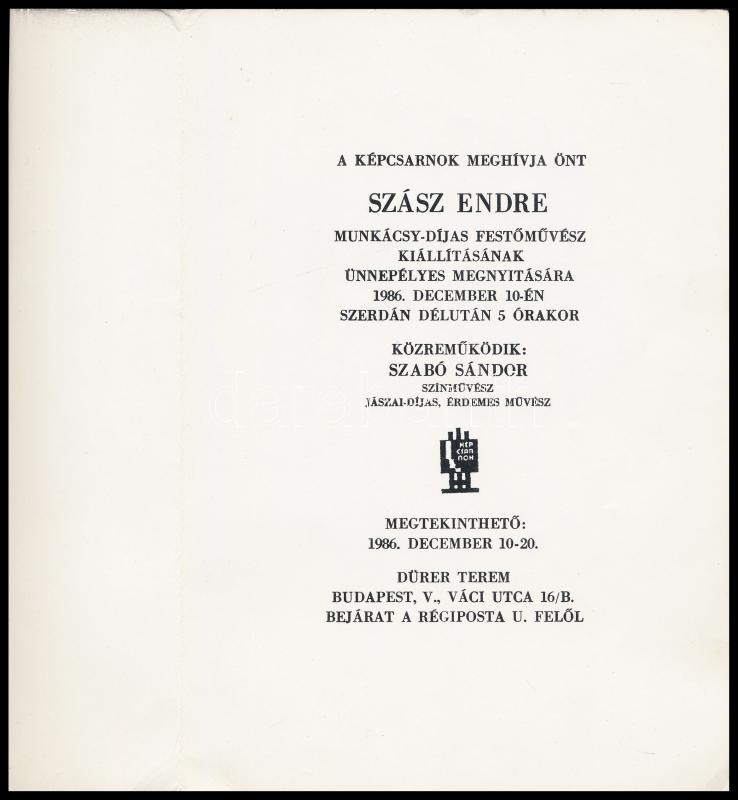 A KÉPCSARNOK MEGHÍVJA ÖNT
SZÁSZ ENDRE
MUNKÁCSY-DÍJAS FESTŐMŰVÉSZ
KIÁLLÍTÁSÁNAK
ÜNNEPÉLYES MEGNYITÁSÁRA
1986. DECEMBER 10-ÉN
SZERDÁN DÉLUTÁN 5 ÓRAKOR
KÖZREMŰKÖDIK:
SZABÓ SÁNDOR
SZÍNMŰVÉSZ
JÁSZAI-DÍJAS, ÉRDEMES MŰVÉSZ
KÉP
CSAR
NOK
MEGTEKINTHETŐ:
1986. DECEMBER 10-20.
DÜRER TEREM
BUDAPEST, V., VÁCI UTCA 16/B.
BEJÁRAT A RÉGIPOSTA U. FELŐL